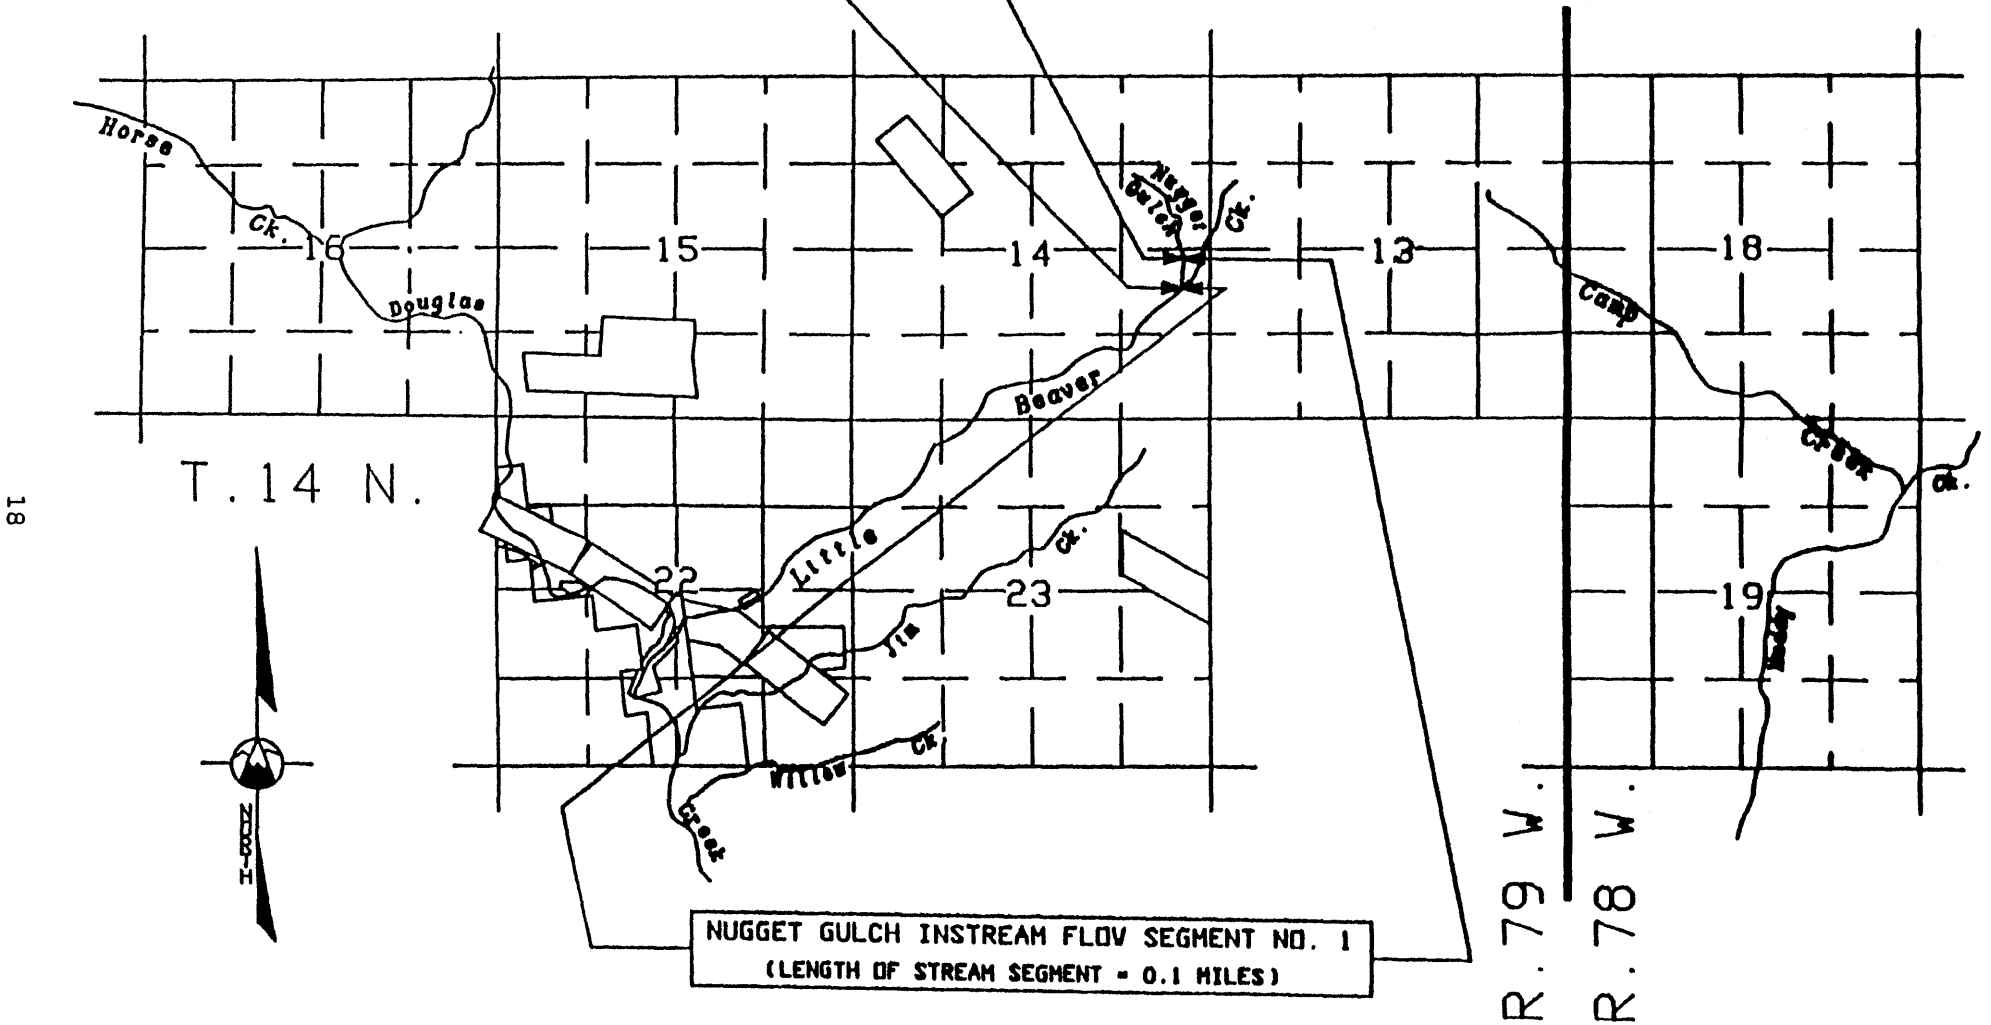 Horse
Ck.
16
15
14
13
18
Nugget
Gulch
Ck.
Douglas
Camp
Creek
Ck.
Beaver
T. 14 N.
18
Little
Ck.
22
23
19
Jim
Muddy
Willow
Ck
Creek
NORTH
R. 79 W.
R. 78 W.
NUGGET GULCH INSTREAM FLOW SEGMENT NO. 1
(LENGTH OF STREAM SEGMENT = 0.1 MILES)